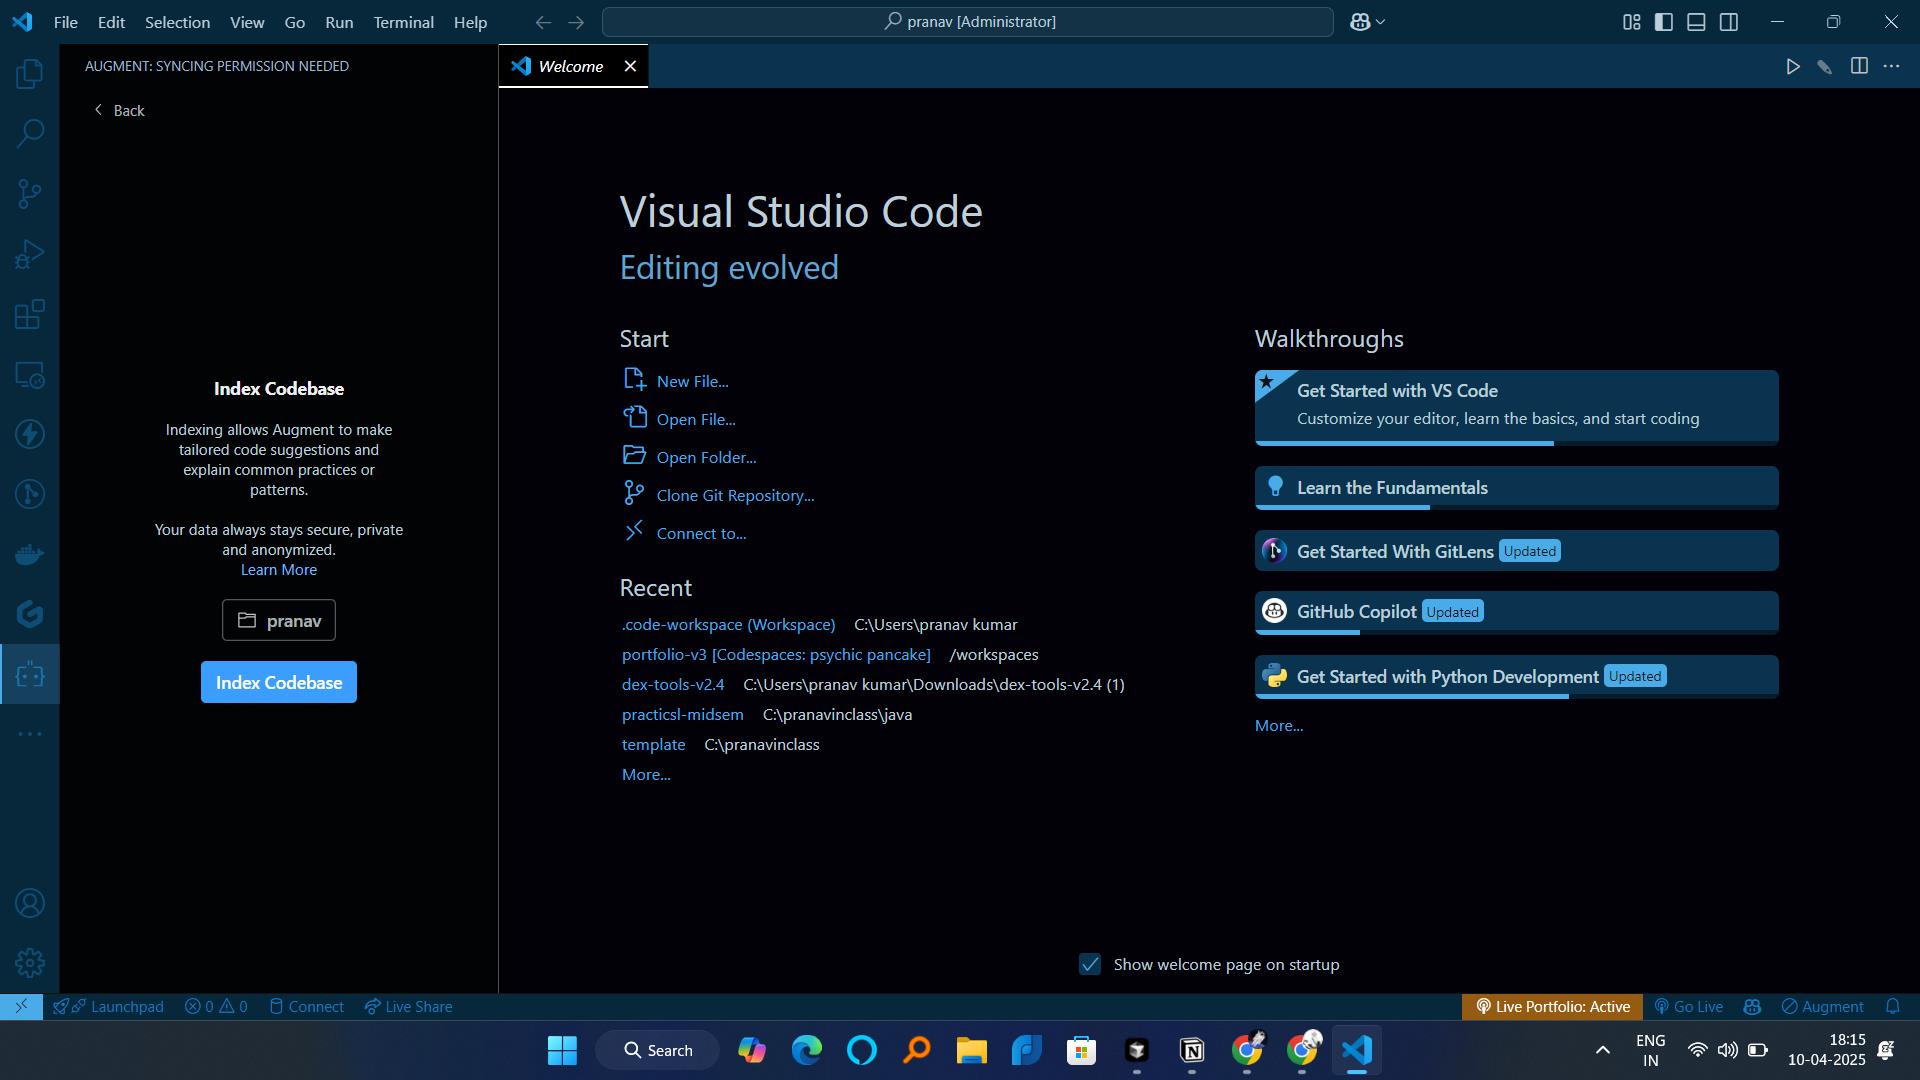 File Edit Selection View Go Run Terminal Help
pranav [Administrator]
AUGMENT: SYNCING PERMISSION NEEDED
Back
Index Codebase
Indexing allows Augment to make
tailored code suggestions and
explain common practices or
patterns.
Your data always stays secure, private
and anonymized.
Learn More
pranav
Index Codebase
Welcome
Visual Studio Code
Editing evolved
Start
New File...
Open File...
Open Folder...
Clone Git Repository...
Connect to...
Recent
.code-workspace (Workspace) C:\Users\pranav kumar
portfolio-v3 [Codespaces: psychic pancake] /workspaces
dex-tools-v2.4 C:\Users\pranav kumar\Downloads\dex-tools-v2.4 (1)
practicsl-midsem C:\pranavinclass\java
template C:\pranavinclass
More...
Walkthroughs
Get Started with VS Code
Customize your editor, learn the basics, and start coding
Learn the Fundamentals
Get Started With GitLens Updated
GitHub Copilot Updated
Get Started with Python Development Updated
More...
Show welcome page on startup
Launchpad 0 0 Connect Live Share
Live Portfolio: Active Go Live Augment
Search
ENG
IN
18:15
10-04-2025